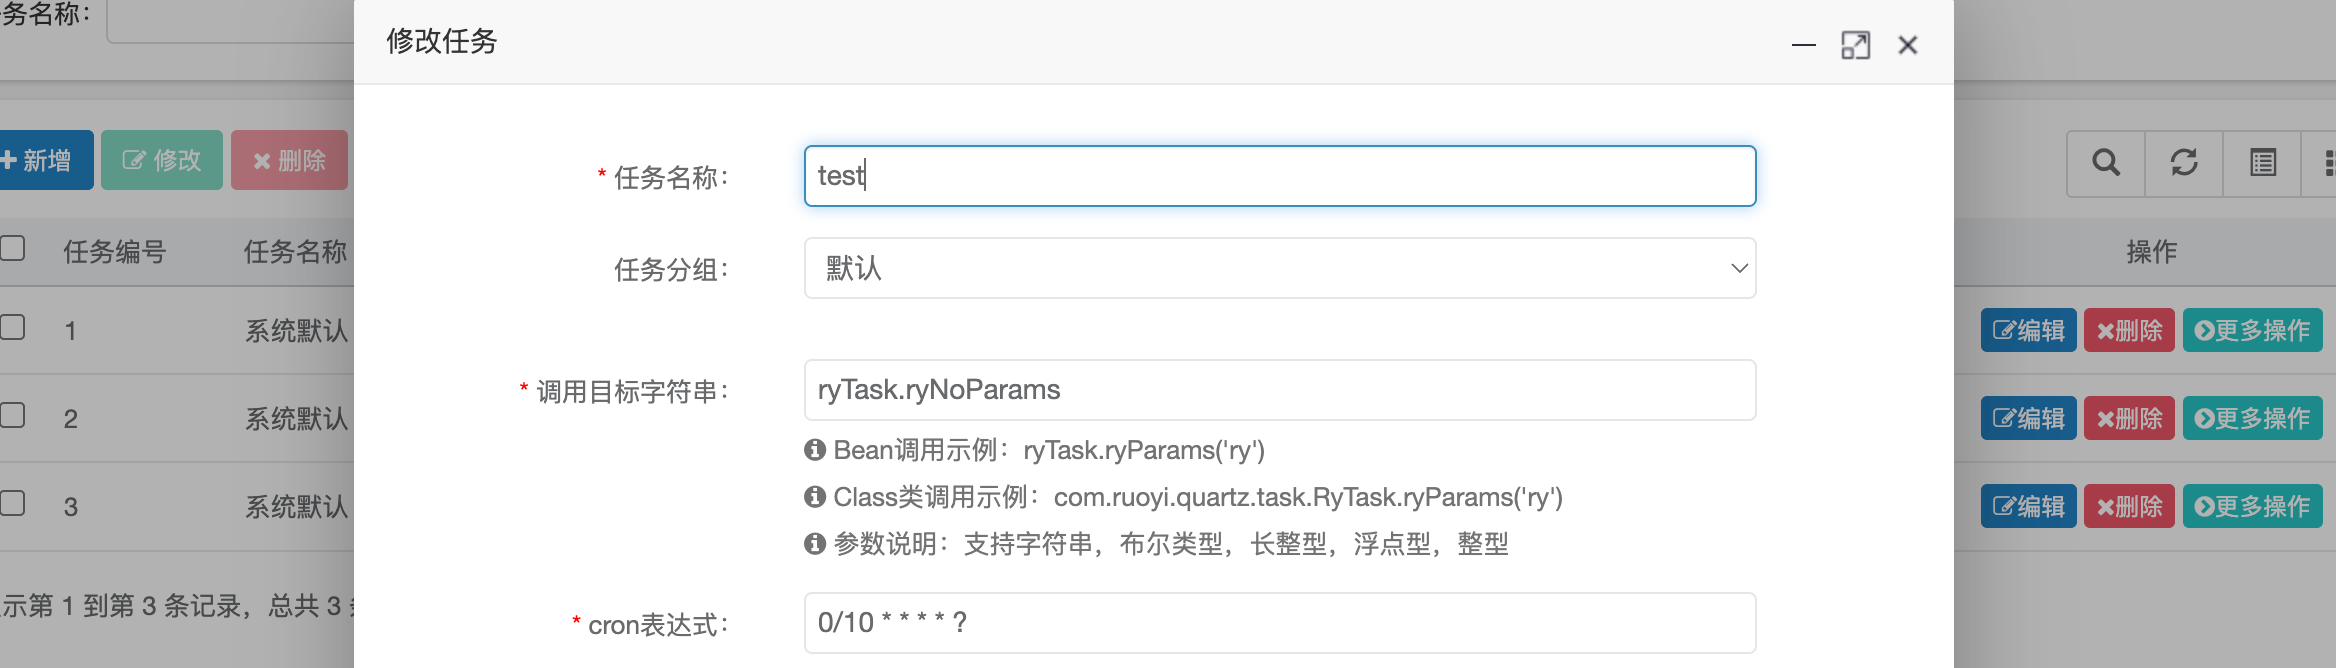 务名称：
修改任务
新增
修改
删除
* 任务名称：
test
任务编号
任务名称
操作
任务分组：
默认
1
系统默认
编辑
删除
更多操作
* 调用目标字符串：
ryTask.ryNoParams
2
系统默认
编辑
删除
更多操作
Bean调用示例：ryTask.ryParams('ry')
Class类调用示例：com.ruoyi.quartz.task.RyTask.ryParams('ry')
3
系统默认
编辑
删除
更多操作
参数说明：支持字符串，布尔类型，长整型，浮点型，整型
示第 1 到第 3 条记录，总共 3
* cron表达式：
0/10 * * * * ?